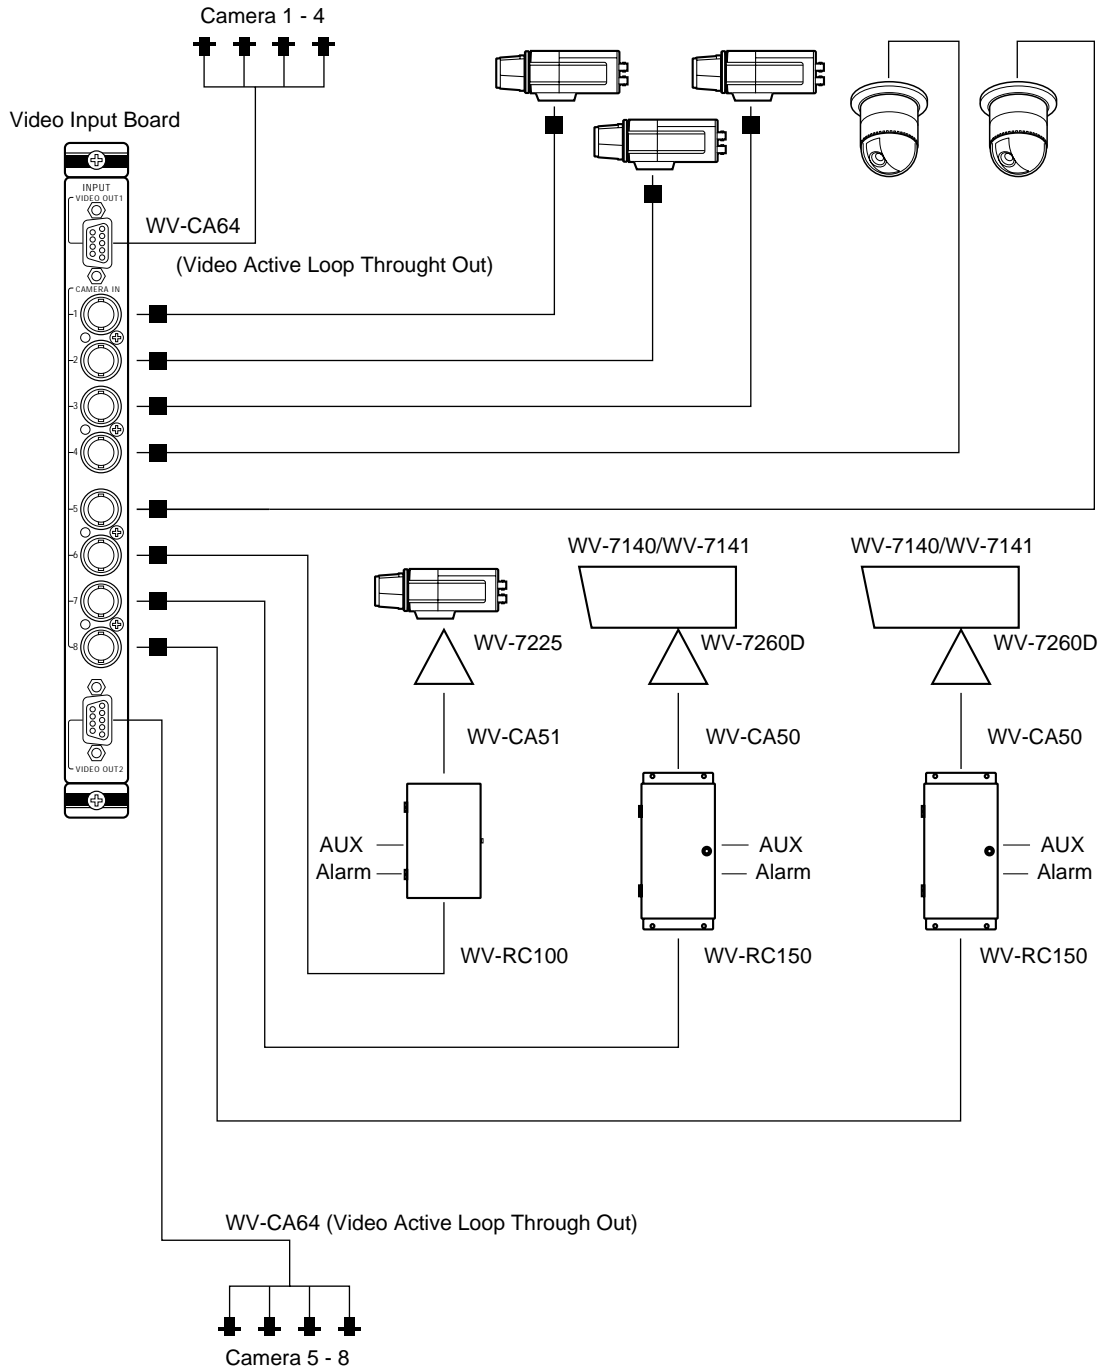 Camera 1 - 4
Video Input Board
INPUT
VIDEO OUT1
WV-CA64
(Video Active Loop Throught Out)
CAMERA IN
1
2
3
4
5
6
7
8
VIDEO OUT2
WV-7140/WV-7141
WV-7140/WV-7141
WV-7225
WV-7260D
WV-7260D
WV-CA51
WV-CA50
WV-CA50
AUX
AUX
AUX
Alarm
Alarm
Alarm
WV-RC100
WV-RC150
WV-RC150
WV-CA64 (Video Active Loop Through Out)
Camera 5 - 8